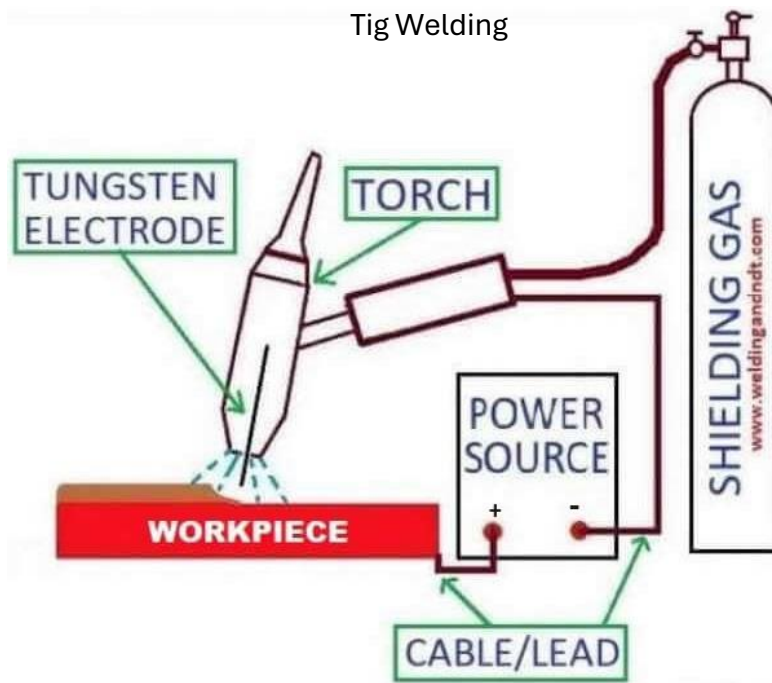 Tig Welding
TUNGSTEN
ELECTRODE
TORCH
SHIELDING GAS
www.weldingandndt.com
POWER
SOURCE
+ -
WORKPIECE
CABLE/LEAD